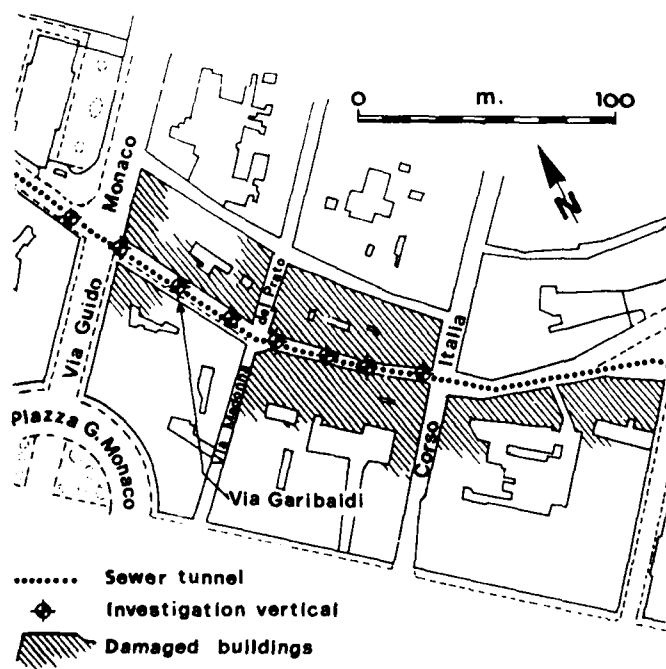 0 m. 100
N
Monaco
Via Guido
del Prato
Italia
Corso
Via Madonna
Piazza G. Monaco
Via Garibaldi
Sewer tunnel
Investigation vertical
Damaged buildings